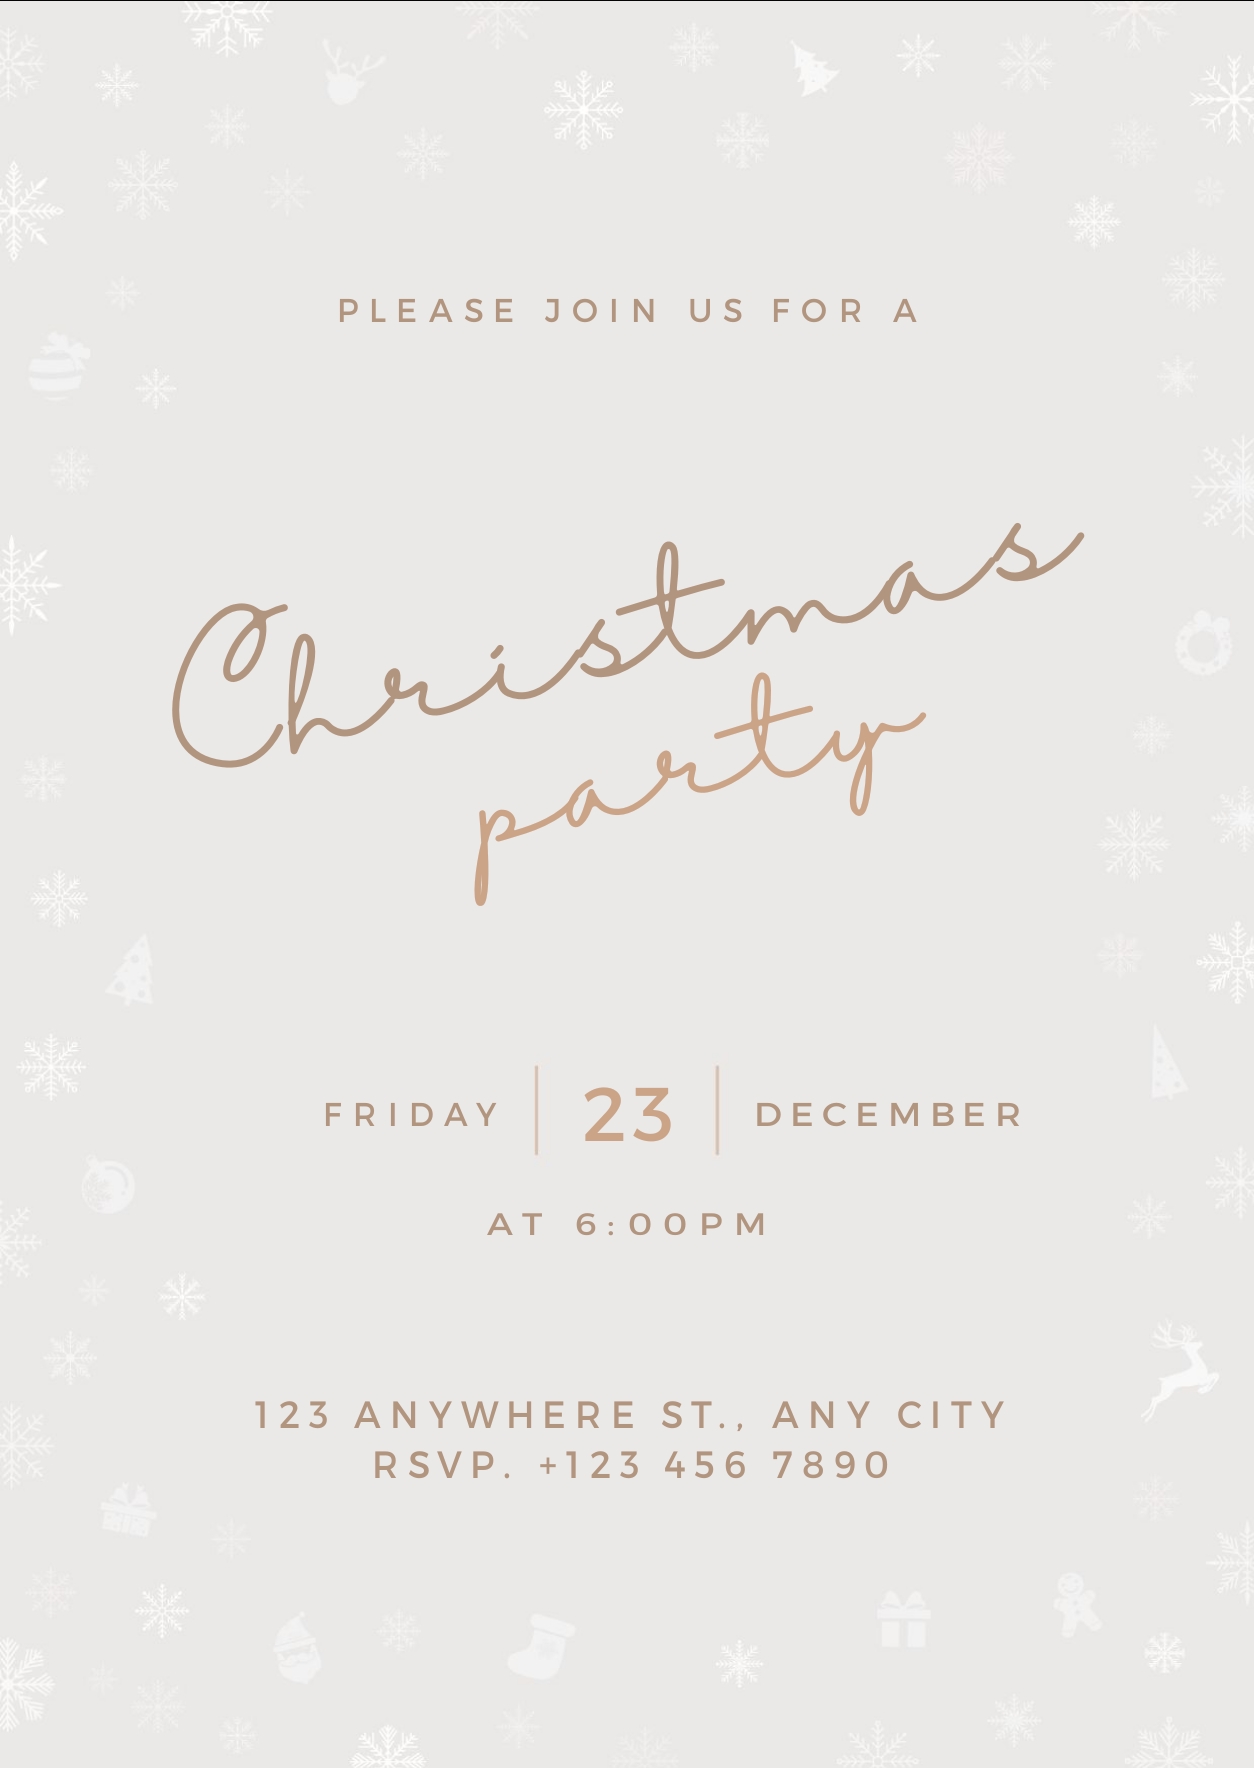 PLEASE JOIN US FOR A
Christmas
party
FRIDAY 23 DECEMBER
AT 6:00PM
123 ANYWHERE ST., ANY CITY
RSVP. +123 456 7890